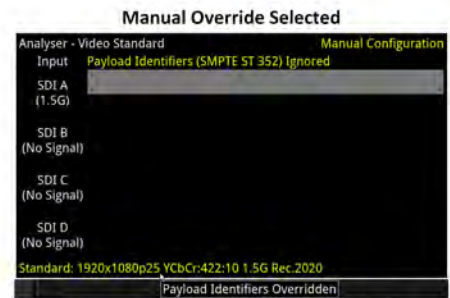 Manual Override Selected
Analyser - Video Standard Manual Configuration
Input Payload Identifiers (SMPTE ST 352) Ignored
SDI A
(1.5G)
SDI B
(No Signal)
SDI C
(No Signal)
SDI D
(No Signal)
Standard: 1920x1080p25 YCbCr:422:10 1.5G Rec.2020
Payload Identifiers Overridden